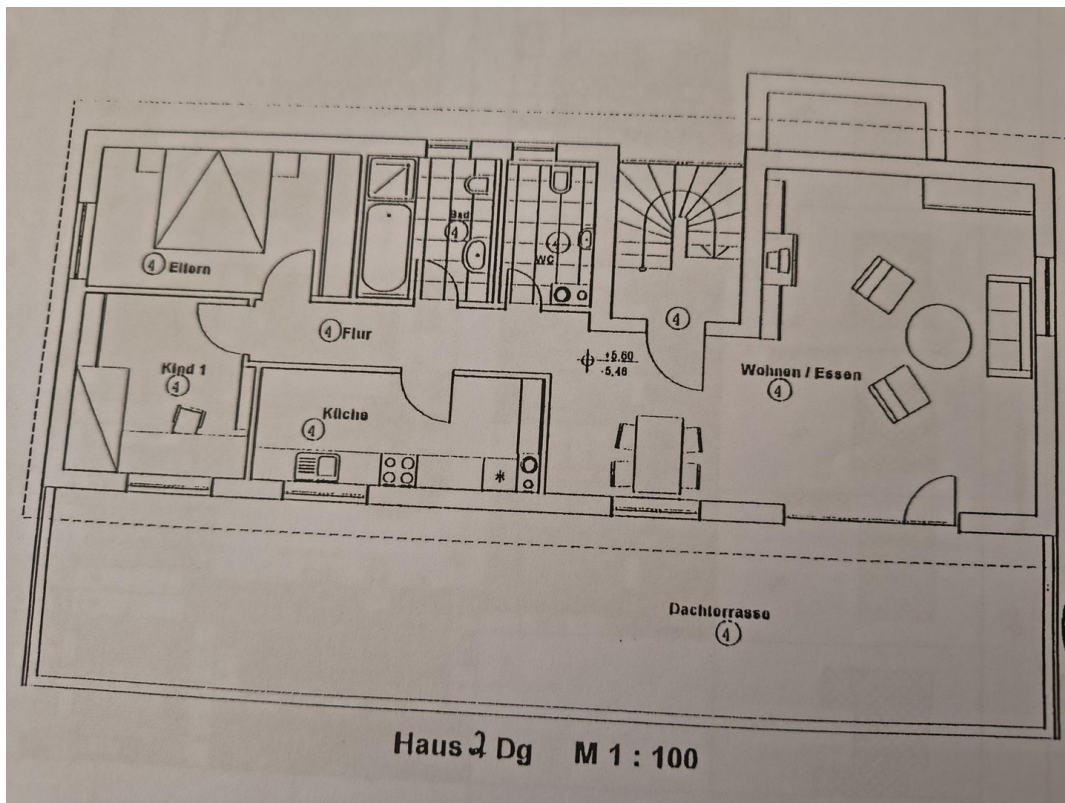 Bad
4
4
WC
4 Eltern
4 Flur
4
+5.60
-5.46
Kind 1
4
Wohnen / Essen
4
Küche
4
Dachterrasse
4
Haus 2 Dg M 1 : 100